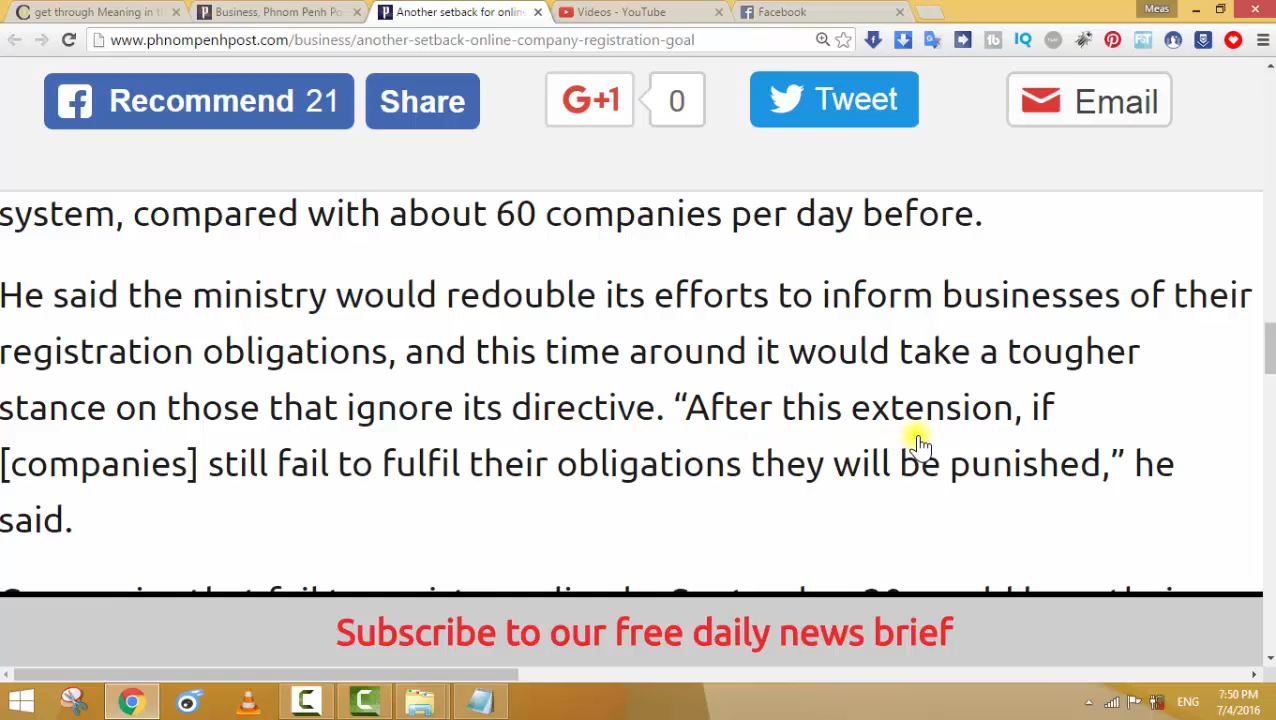 get through Meaning in t
Business, Phnom Penh Po
Another setback for onlin
Videos - YouTube
Facebook
Meas
www.phnompenhpost.com/business/another-setback-online-company-registration-goal
Recommend 21
Share
G+1
0
Tweet
Email
system, compared with about 60 companies per day before.
He said the ministry would redouble its efforts to inform businesses of their
registration obligations, and this time around it would take a tougher
stance on those that ignore its directive. “After this extension, if
[companies] still fail to fulfil their obligations they will be punished,” he
said.
Subscribe to our free daily news brief
ENG
7:50 PM
7/4/2016